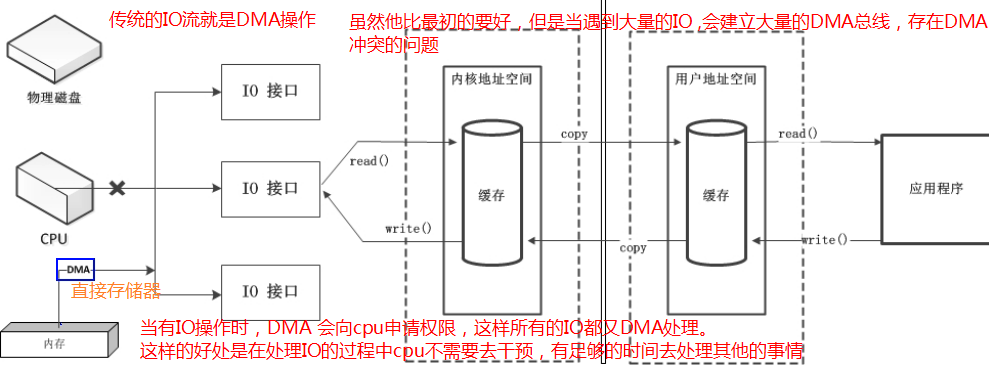 传统的IO流就是DMA操作
虽然他比最初的要好，但是当遇到大量的IO ,会建立大量的DMA总线，存在DMA
冲突的问题
物理磁盘
IO 接口
内核地址空间
用户地址空间
copy
read()
read()
IO 接口
缓存
缓存
应用程序
CPU
write()
copy
write()
DMA
直接存储器
IO 接口
内存
当有IO操作时，DMA 会向cpu申请权限，这样所有的IO都又DMA处理。
这样的好处是在处理IO的过程中cpu不需要去干预，有足够的时间去处理其他的事情